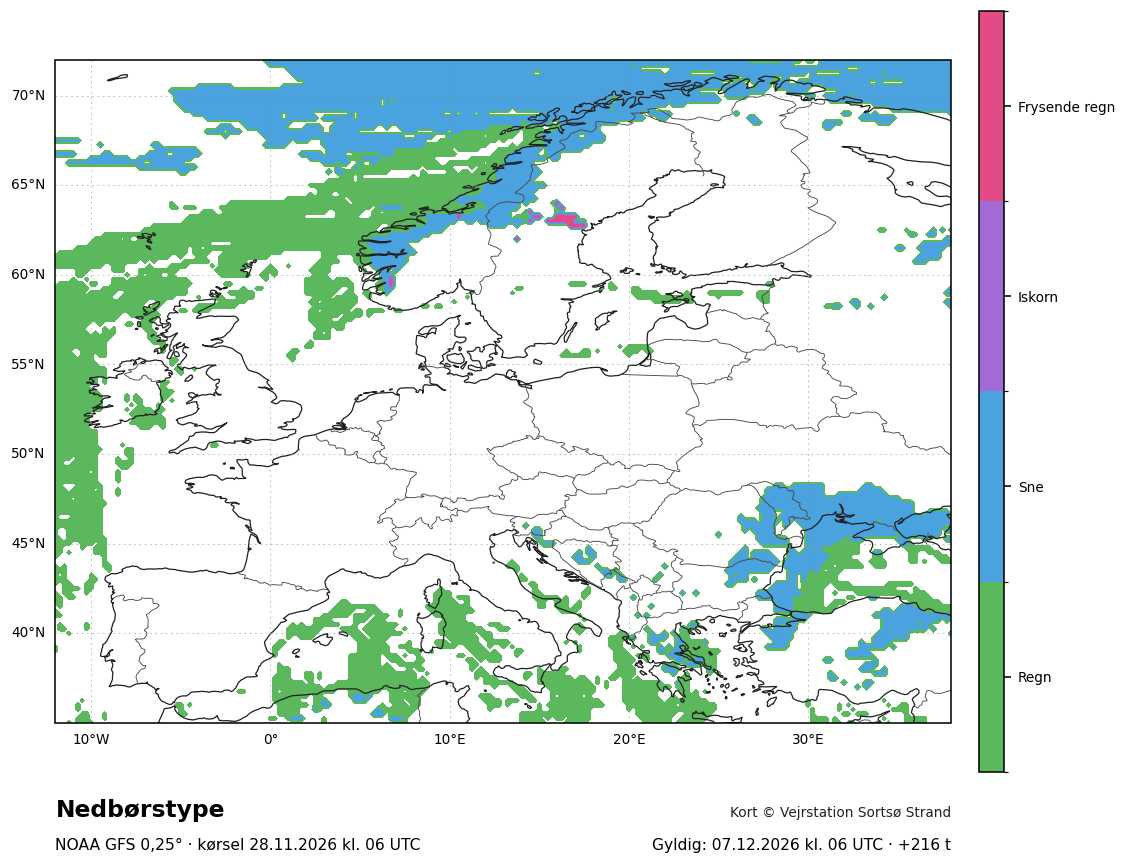 70°N
65°N
60°N
55°N
50°N
45°N
40°N
10°W
0°
10°E
20°E
30°E
Frysende regn
Iskorn
Sne
Regn
Nedbørstype
Kort © Vejrstation Sortsø Strand
NOAA GFS 0,25° · kørsel 28.11.2026 kl. 06 UTC
Gyldig: 07.12.2026 kl. 06 UTC · +216 t